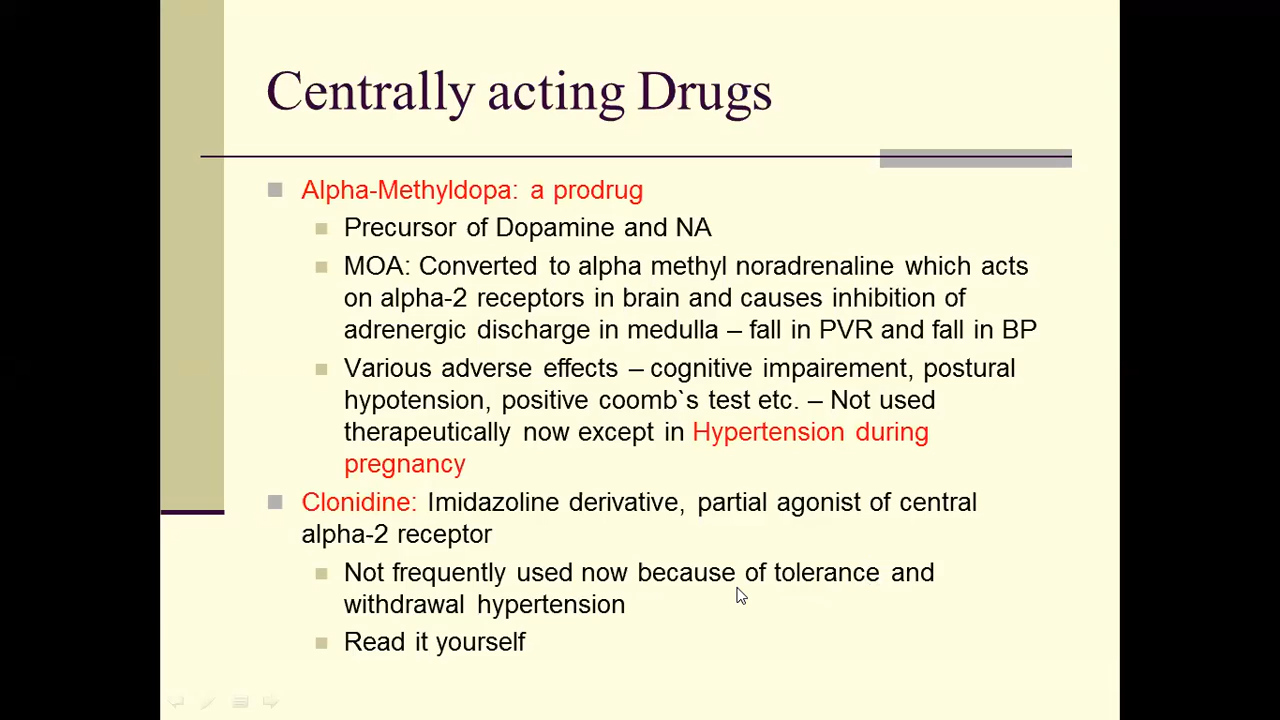 Centrally acting Drugs
Alpha-Methyldopa: a prodrug
Precursor of Dopamine and NA
MOA: Converted to alpha methyl noradrenaline which acts
on alpha-2 receptors in brain and causes inhibition of
adrenergic discharge in medulla – fall in PVR and fall in BP
Various adverse effects – cognitive impairement, postural
hypotension, positive coomb`s test etc. – Not used
therapeutically now except in Hypertension during
pregnancy
Clonidine: Imidazoline derivative, partial agonist of central
alpha-2 receptor
Not frequently used now because of tolerance and
withdrawal hypertension
Read it yourself